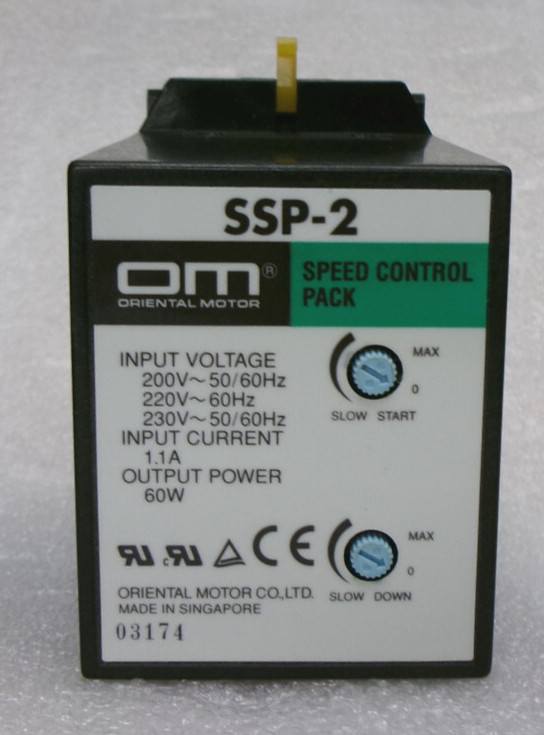 SSP-2
OM®
ORIENTAL MOTOR
SPEED CONTROL
PACK
INPUT VOLTAGE
200V~50/60Hz
220V~60Hz
230V~50/60Hz
INPUT CURRENT
1.1A
OUTPUT POWER
60W
MAX
0
SLOW START
MAX
0
SLOW DOWN
c
CE
ORIENTAL MOTOR CO.,LTD.
MADE IN SINGAPORE
03174